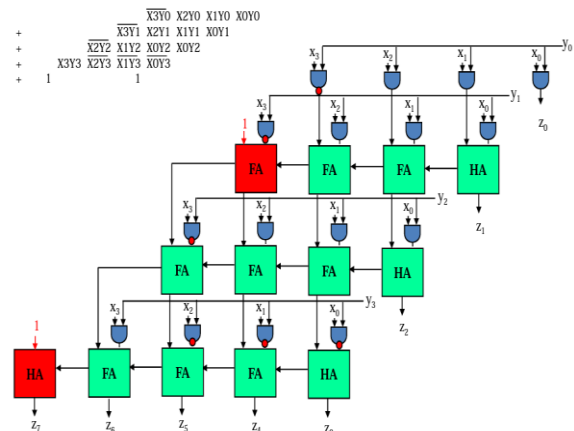 X3Y0 X2Y0 X1Y0 X0Y0
+ X3Y1 X2Y1 X1Y1 X0Y1
+ X2Y2 X1Y2 X0Y2 X0Y2
+ X3Y3 X2Y3 X1Y3 X0Y3
+ 1 1
x3 x2 x1 x0 y0
x3 x2 x1 x0 y1
z0
1
FA FA FA HA
z1
x3 x2 x1 x0 y2
FA FA FA HA
z2
x3 x2 x1 x0 y3
1
HA FA FA FA HA
z7 z6 z5 z4